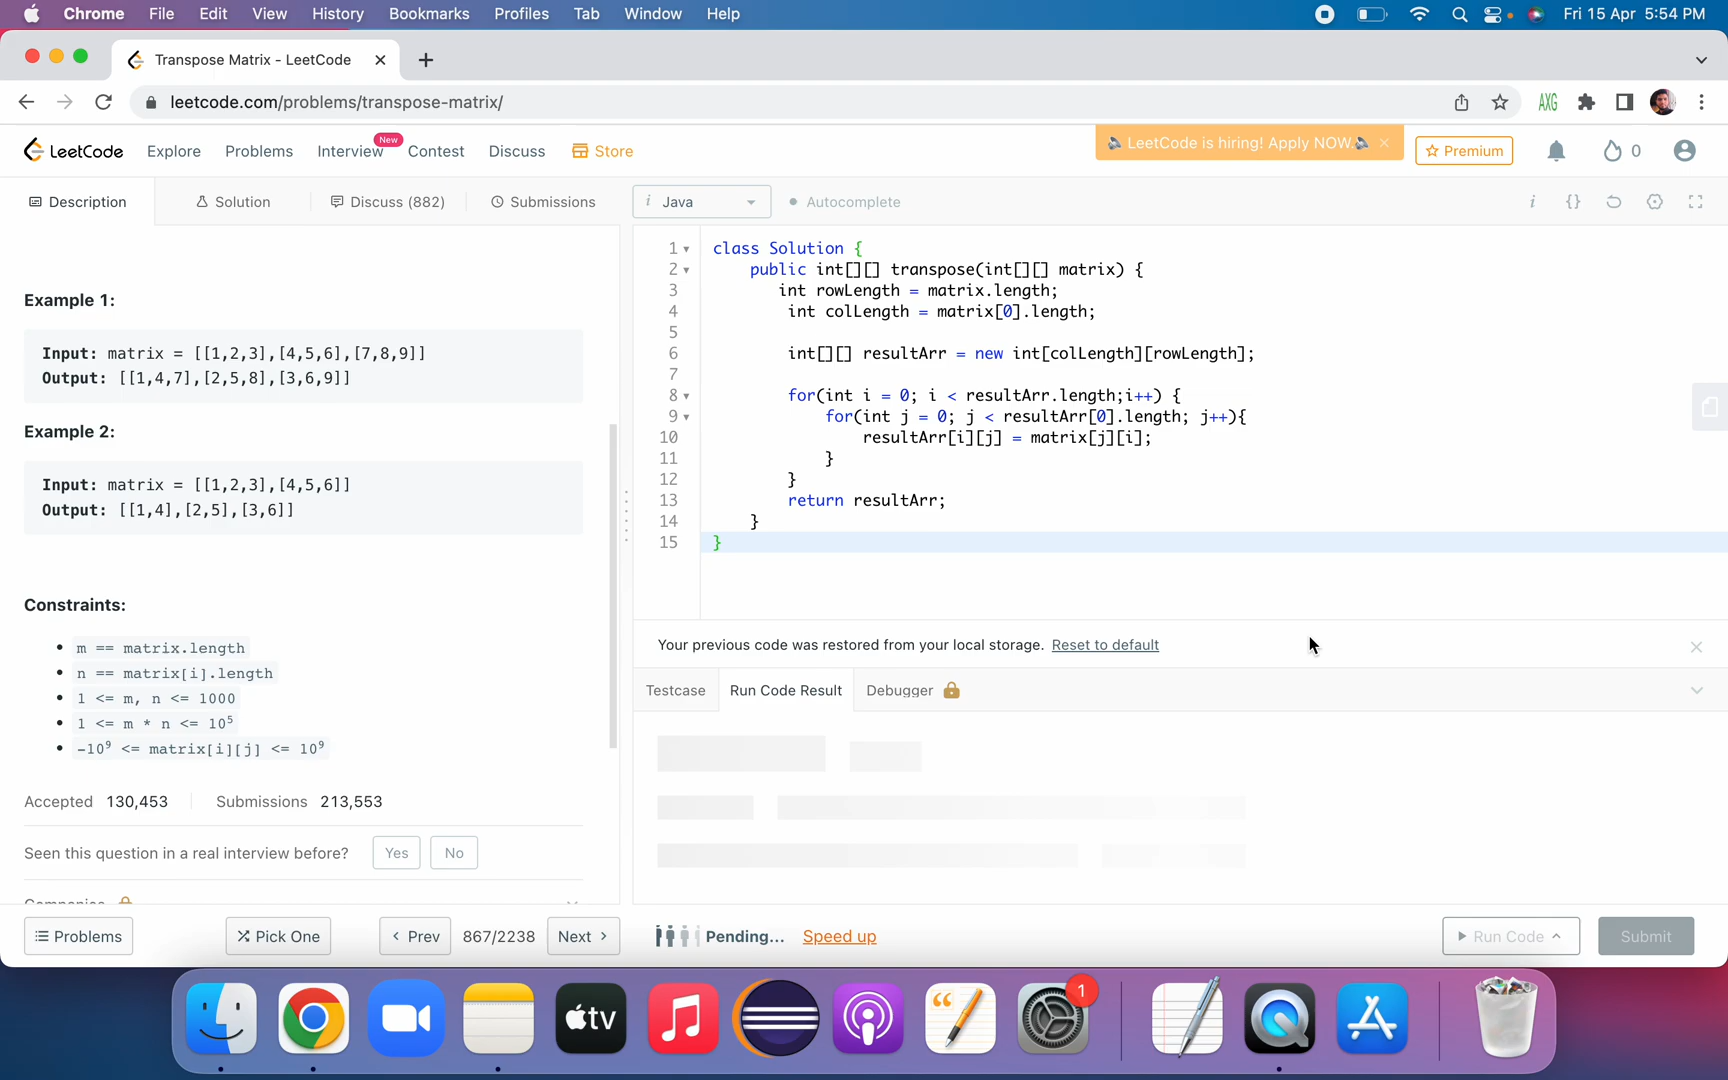 Chrome File Edit View History Bookmarks Profiles Tab Window Help Fri 15 Apr 5:54 PM
Transpose Matrix - LeetCode
leetcode.com/problems/transpose-matrix/
AXG
LeetCode Explore Problems Interview New Contest Discuss Store LeetCode is hiring! Apply NOW. Premium 0
Description Solution Discuss (882) Submissions i Java Autocomplete i {}
Example 1:
Input: matrix = [[1,2,3],[4,5,6],[7,8,9]]
Output: [[1,4,7],[2,5,8],[3,6,9]]
Example 2:
Input: matrix = [[1,2,3],[4,5,6]]
Output: [[1,4],[2,5],[3,6]]
Constraints:
m == matrix.length
n == matrix[i].length
1 <= m, n <= 1000
1 <= m * n <= 10⁵
-10⁹ <= matrix[i][j] <= 10⁹
Accepted 130,453 Submissions 213,553
Seen this question in a real interview before? Yes No
Companies
1 class Solution {
2 public int[][] transpose(int[][] matrix) {
3 int rowLength = matrix.length;
4 int colLength = matrix[0].length;
5
6 int[][] resultArr = new int[colLength][rowLength];
7
8 for(int i = 0; i < resultArr.length;i++) {
9 for(int j = 0; j < resultArr[0].length; j++){
10 resultArr[i][j] = matrix[j][i];
11 }
12 }
13 return resultArr;
14 }
15 }
Your previous code was restored from your local storage. Reset to default
Testcase Run Code Result Debugger
Problems Pick One Prev 867/2238 Next Pending... Speed up Run Code Submit
tv
1